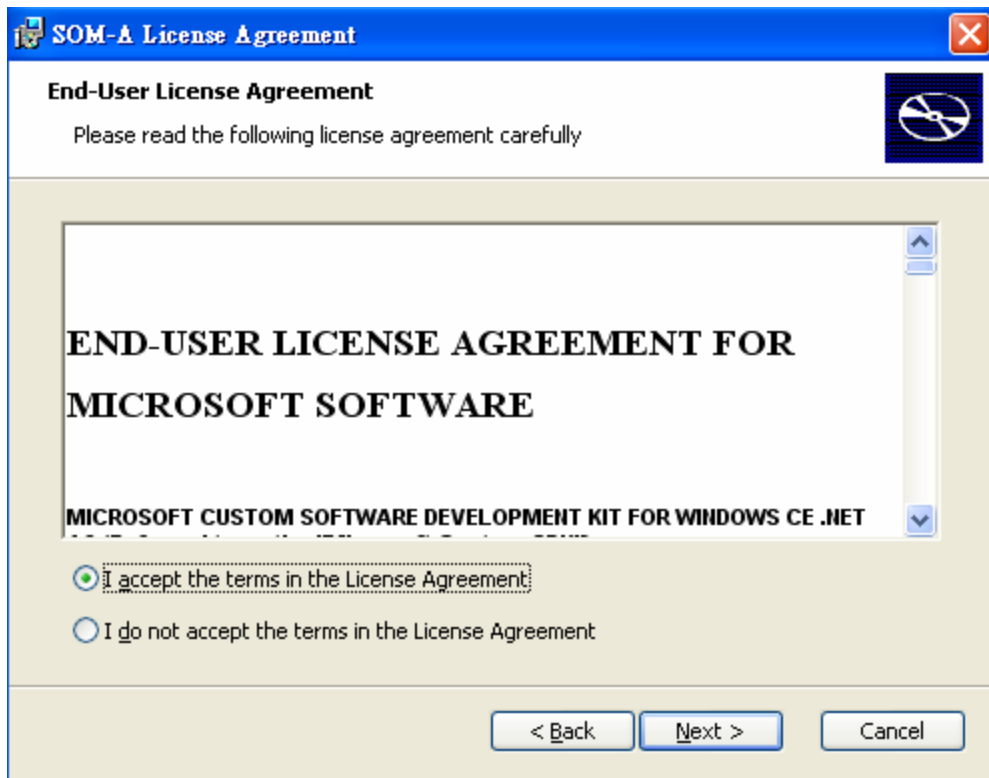 SOM-A License Agreement
End-User License Agreement
Please read the following license agreement carefully
END-USER LICENSE AGREEMENT FOR
MICROSOFT SOFTWARE
MICROSOFT CUSTOM SOFTWARE DEVELOPMENT KIT FOR WINDOWS CE .NET
I accept the terms in the License Agreement
I do not accept the terms in the License Agreement
< Back
Next >
Cancel